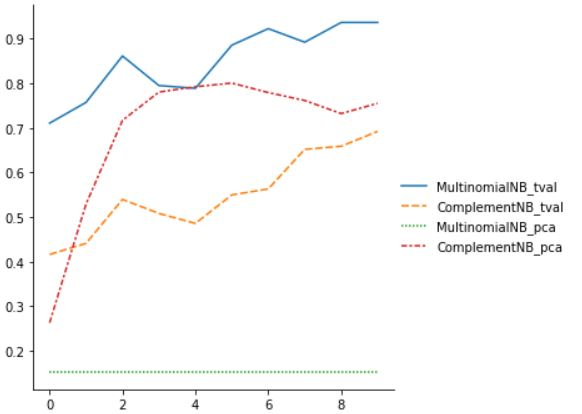 0.9
0.8
0.7
0.6
0.5
0.4
0.3
0.2
0 2 4 6 8
MultinomialNB_tval
ComplementNB_tval
MultinomialNB_pca
ComplementNB_pca